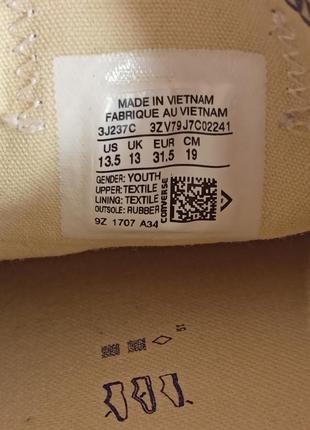 MADE IN VIETNAM
FABRIQUE AU VIETNAM
3J237C 3ZV79J7C02241
US UK EUR CM
13.5 13 31.5 19
GENDER: YOUTH
UPPER: TEXTILE
LINING: TEXTILE
OUTSOLE: RUBBER
9Z 1707 A34
CONVERSE